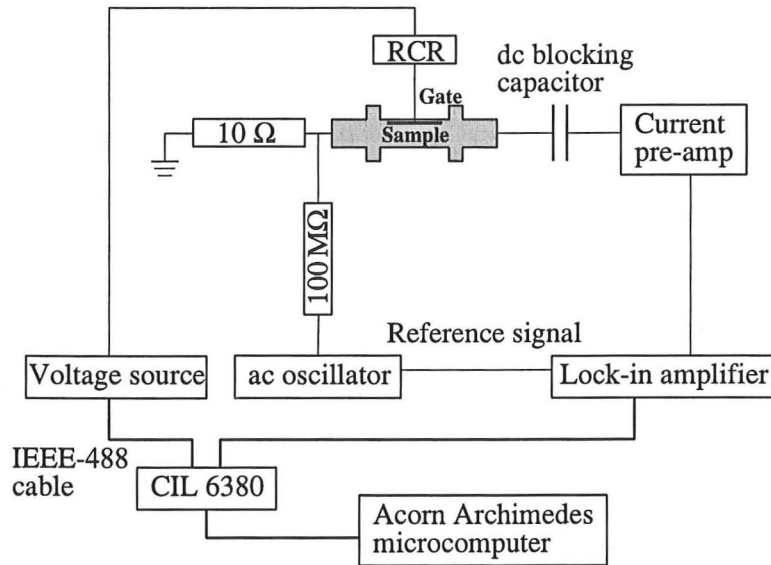 RCR
dc blocking
capacitor
Gate
10 Ω
Sample
Current
pre-amp
100 MΩ
Reference signal
Voltage source
ac oscillator
Lock-in amplifier
IEEE-488
cable
CIL 6380
Acorn Archimedes
microcomputer